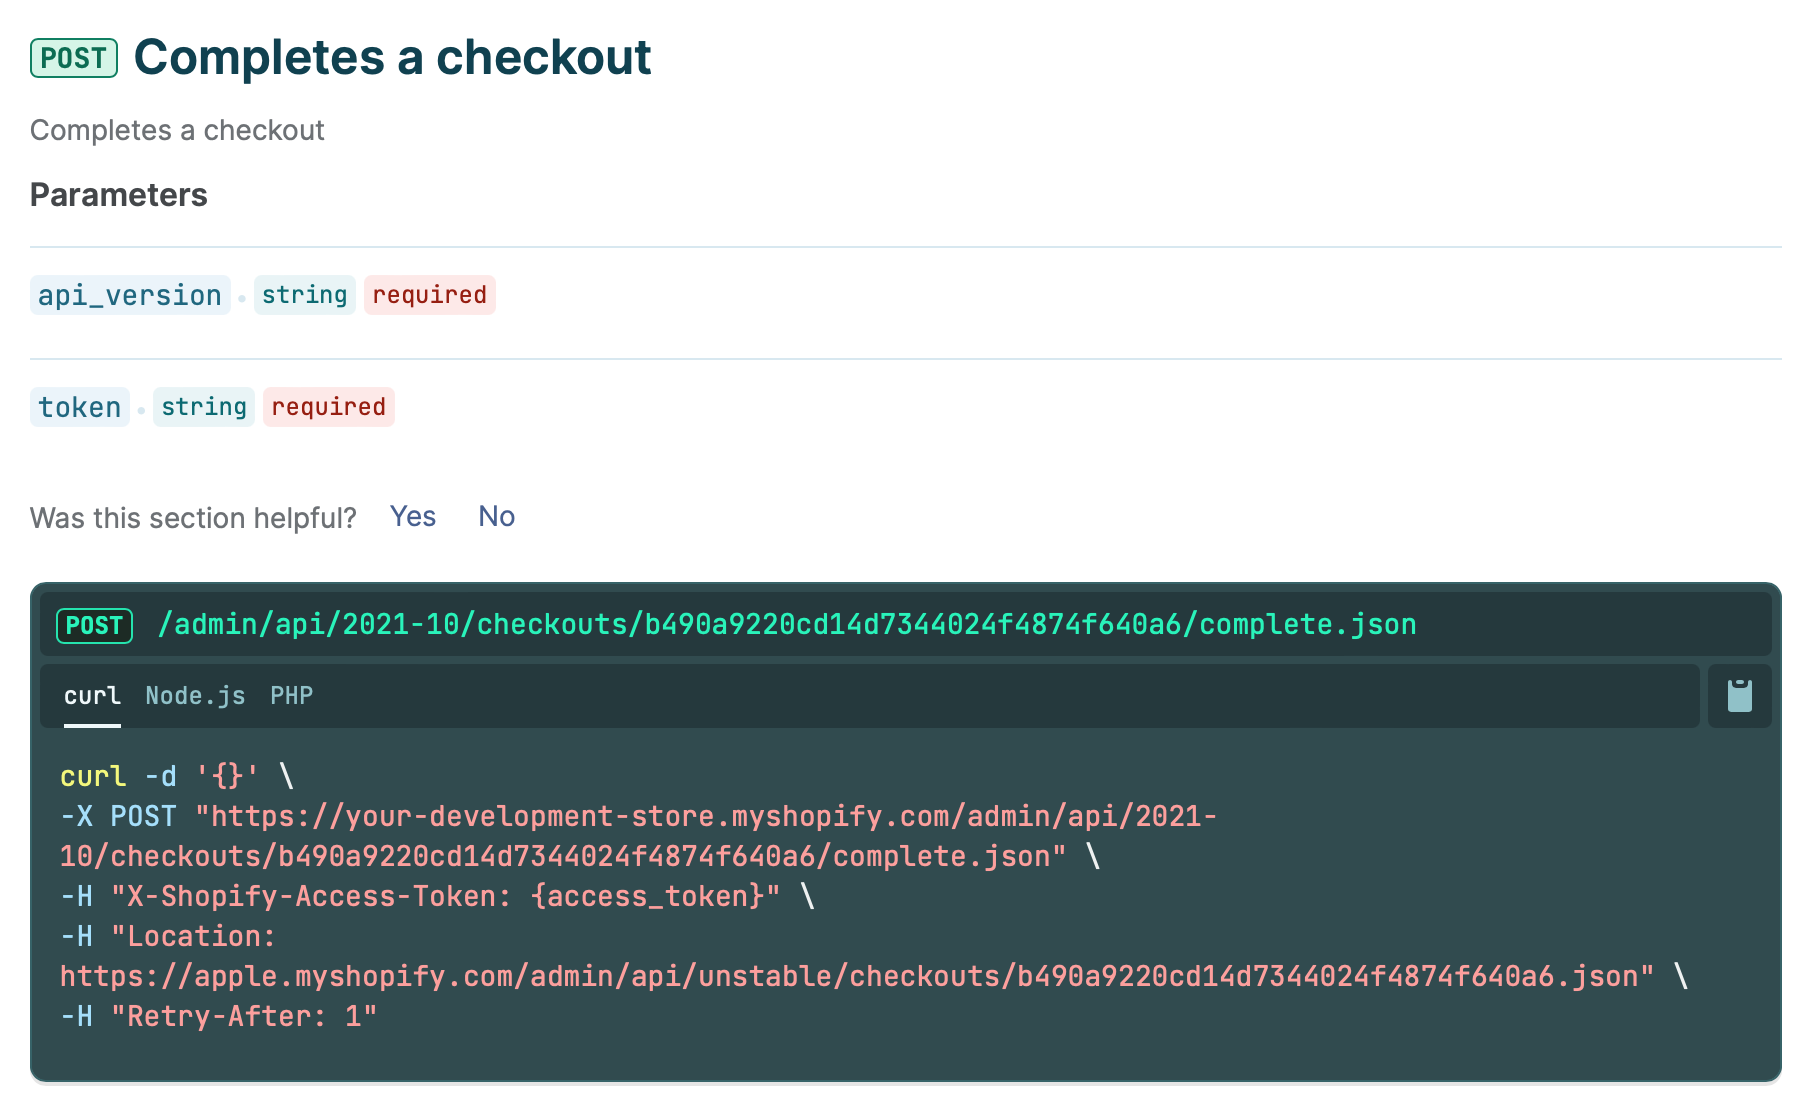 POST Completes a checkout
Completes a checkout
Parameters
api_version • string required
token • string required
Was this section helpful? Yes No
POST /admin/api/2021-10/checkouts/b490a9220cd14d7344024f4874f640a6/complete.json
curl Node.js PHP
curl -d '{}' \
-X POST "https://your-development-store.myshopify.com/admin/api/2021-
10/checkouts/b490a9220cd14d7344024f4874f640a6/complete.json" \
-H "X-Shopify-Access-Token: {access_token}" \
-H "Location:
https://apple.myshopify.com/admin/api/unstable/checkouts/b490a9220cd14d7344024f4874f640a6.json" \
-H "Retry-After: 1"